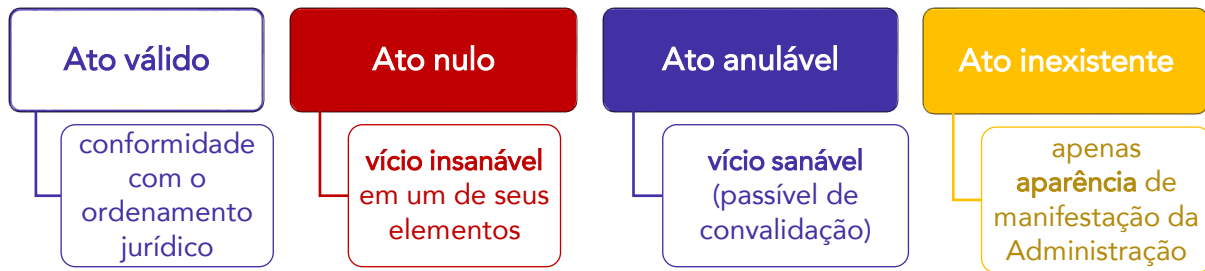 Ato válido
conformidade
com o
ordenamento
jurídico
Ato nulo
vício insanável
em um de seus
elementos
Ato anulável
vício sanável
(passível de
convalidação)
Ato inexistente
apenas
aparência de
manifestação da
Administração